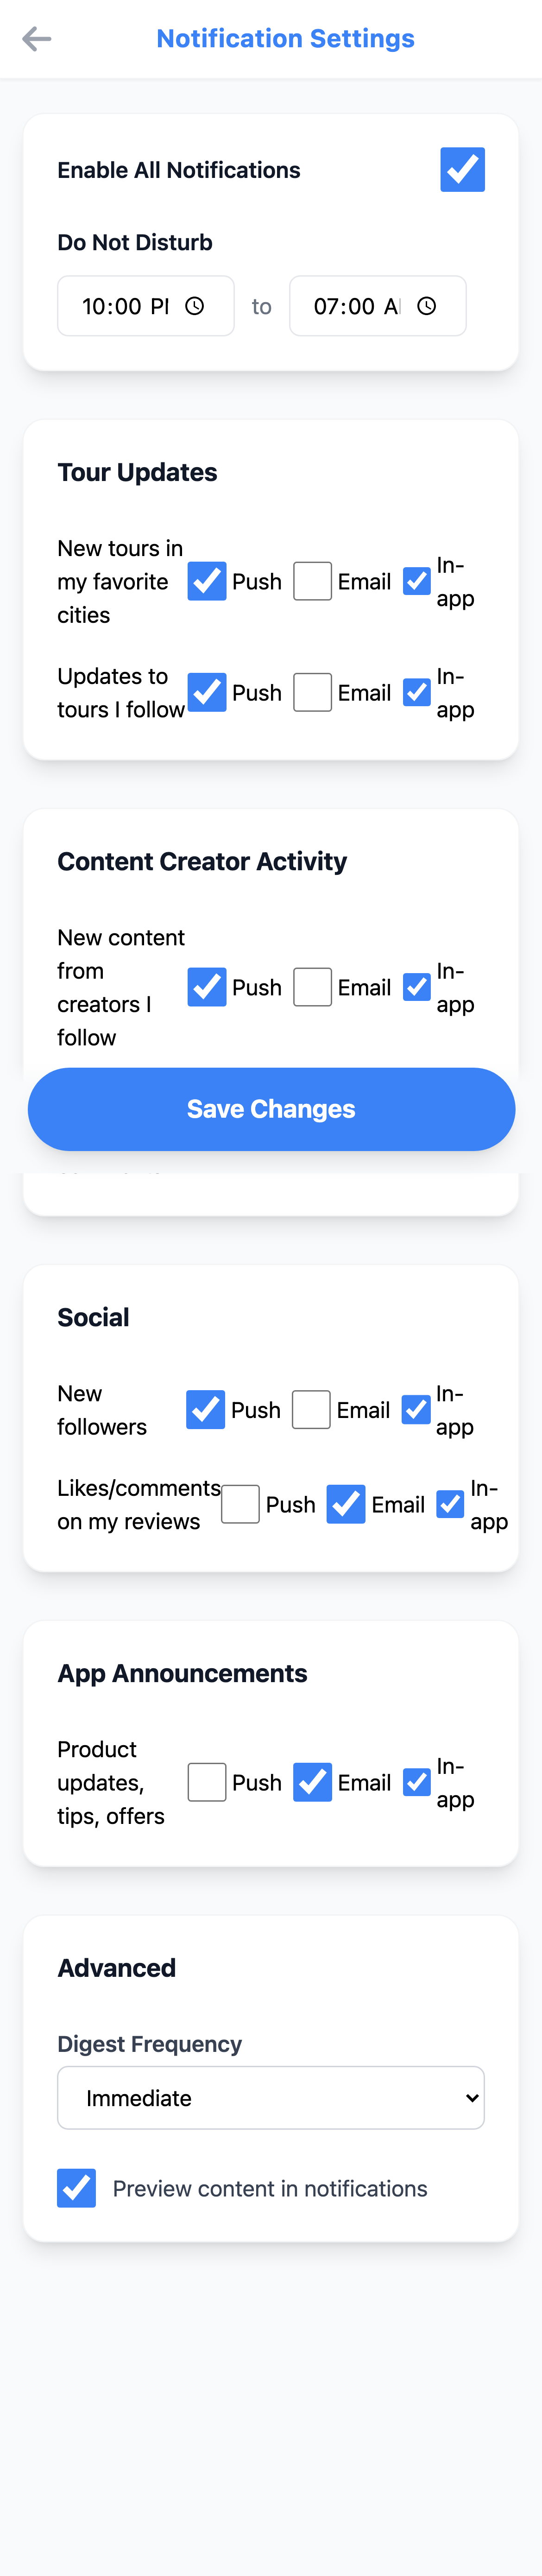 Notification Settings
Enable All Notifications
Do Not Disturb
10:00 to 07:00
Tour Updates
New tours in
my favorite
cities
Push Email In-
app
Updates to
tours I follow
Push Email In-
app
Content Creator Activity
New content
from
creators I
follow
Push Email In-
app
Save Changes
Social
New
followers
Push Email In-
app
Likes/comments
on my reviews
Push Email In-
app
App Announcements
Product
updates,
tips, offers
Push Email In-
app
Advanced
Digest Frequency
Immediate
Preview content in notifications